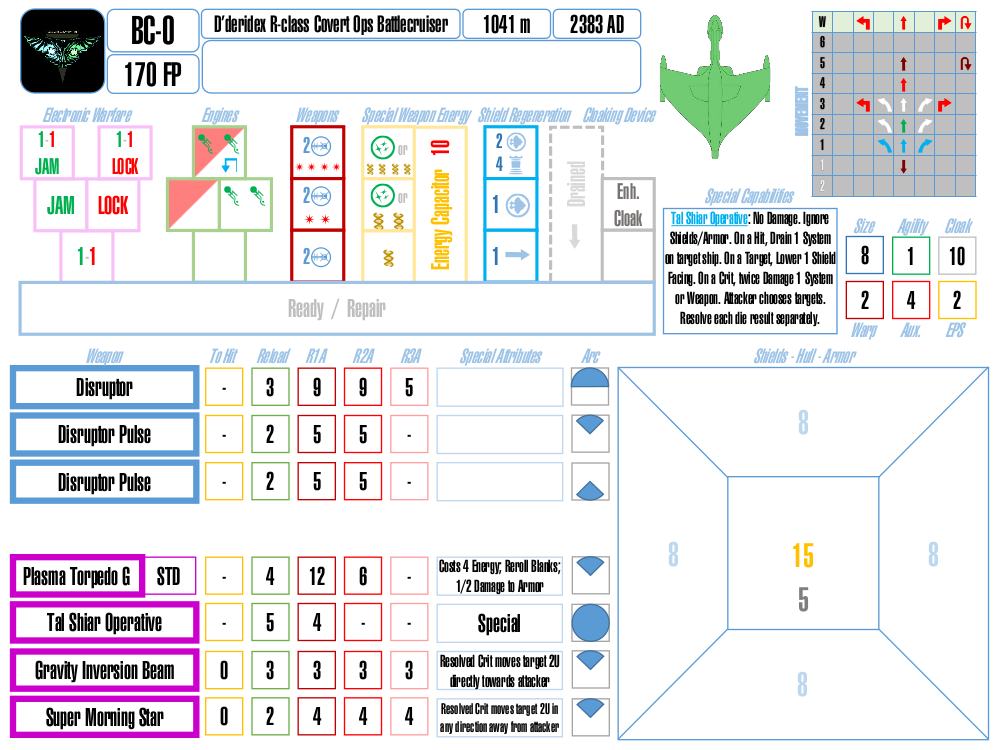 BC-O
D'deridex R-class Covert Ops Battlecruiser
1041 m
2383 AD
170 FP
Electronic Warfare
Engines
Weapons
Special Weapon Energy
Shield Regeneration
Cloaking Device
1-1
JAM
1-1
LOCK
JAM
LOCK
1-1
2
2
2
or
or
10
Energy Capacitor
2
4
1
1
Drained
Enh.
Cloak
Ready / Repair
MOVEMENT
W
6
5
4
3
2
1
1
2
Special Capabilities
Tal Shiar Operative: No Damage. Ignore
Shields/Armor. On a Hit, Drain 1 System
on target ship. On a Target, Lower 1 Shield
Facing. On a Crit, twice Damage 1 System
or Weapon. Attacker chooses targets.
Resolve each die result separately.
Size Agility Cloak
8 1 10
2 4 2
Warp Aux. EPS
Weapon To Hit Reload R1A R2A R3A Special Attributes Arc
Disruptor - 3 9 9 5
Disruptor Pulse - 2 5 5 -
Disruptor Pulse - 2 5 5 -
Plasma Torpedo G STD - 4 12 6 -
Costs 4 Energy; Reroll Blanks;
1/2 Damage to Armor
Tal Shiar Operative - 5 4 - - Special
Gravity Inversion Beam 0 3 3 3 3
Resolved Crit moves target 2U
directly towards attacker
Super Morning Star 0 2 4 4 4
Resolved Crit moves target 2U in
any direction away from attacker
Shields - Hull - Armor
8
8
15
8
5
8